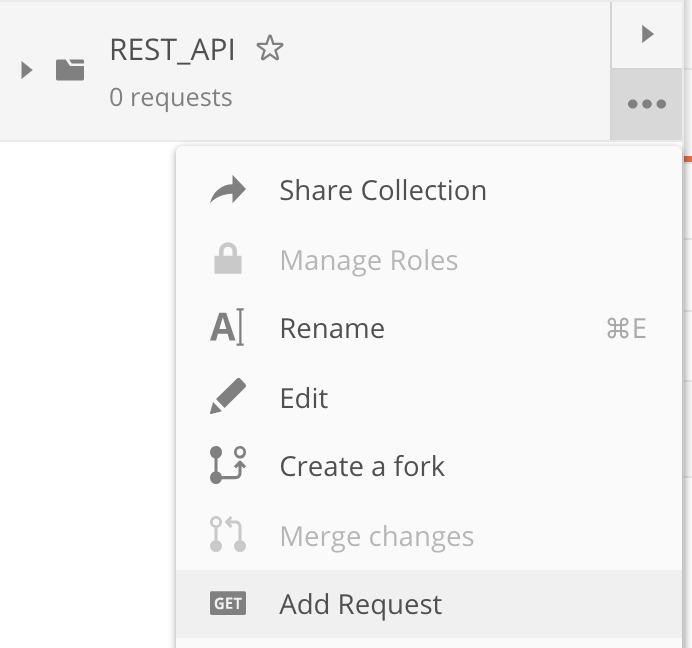 REST_API
0 requests
Share Collection
Manage Roles
Rename ⌘E
Edit
Create a fork
Merge changes
GET Add Request